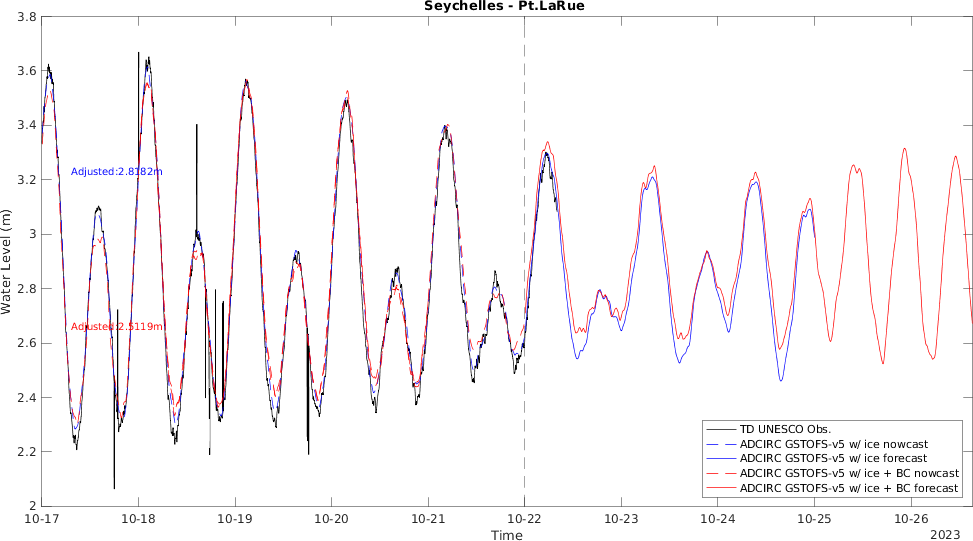 Seychelles - Pt.LaRue
3.8
3.6
3.4
3.2
3
2.8
2.6
2.4
2.2
2
Water Level (m)
Adjusted:2.8182m
Adjusted:2.5119m
TD UNESCO Obs.
ADCIRC GSTOFS-v5 w/ ice nowcast
ADCIRC GSTOFS-v5 w/ ice forecast
ADCIRC GSTOFS-v5 w/ ice + BC nowcast
ADCIRC GSTOFS-v5 w/ ice + BC forecast
10-17 10-18 10-19 10-20 10-21 10-22 10-23 10-24 10-25 10-26
Time
2023